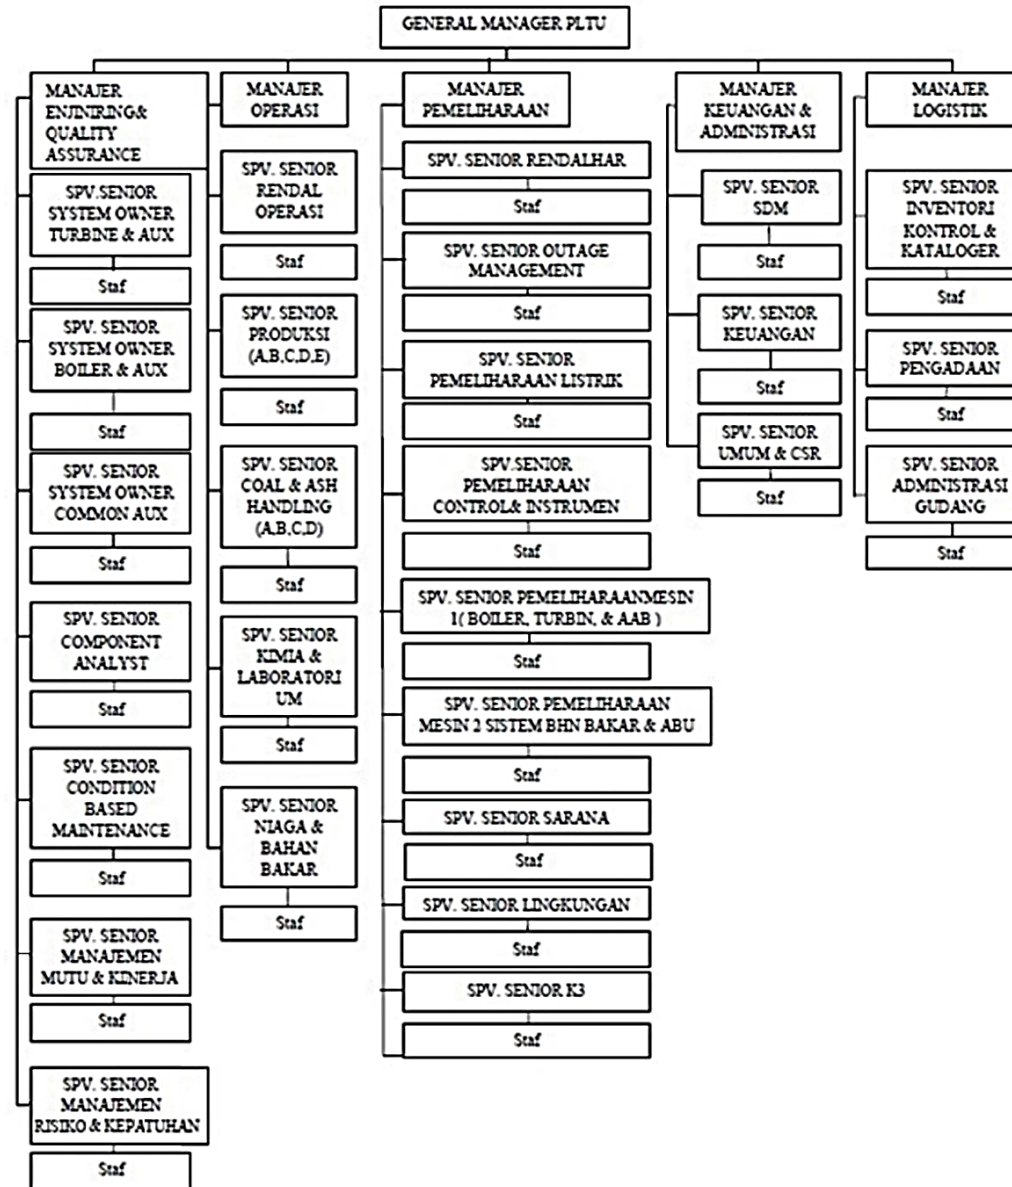 GENERAL MANAGER PLTU
MANAJER
ENJINIRING&
QUALITY
ASSURANCE
SPV.SENIOR
SYSTEM OWNER
TURBINE & AUX
Staf
SPV. SENIOR
SYSTEM OWNER
BOILER & AUX
Staf
SPV. SENIOR
SYSTEM OWNER
COMMON AUX
Staf
SPV. SENIOR
COMPONENT
ANALYST
Staf
SPV. SENIOR
CONDITION
BASED
MAINTENANCE
Staf
SPV. SENIOR
MANAJEMEN
MUTU & KINERJA
Staf
SPV. SENIOR
MANAJEMEN
RISIKO & KEPATUHAN
Staf
MANAJER
OPERASI
SPV. SENIOR
RENDAL
OPERASI
Staf
SPV. SENIOR
PRODUKSI
(A,B,C,D,E)
Staf
SPV. SENIOR
COAL & ASH
HANDLING
(A,B,C,D)
Staf
SPV. SENIOR
KIMIA &
LABORATORI
UM
Staf
SPV. SENIOR
NIAGA &
BAHAN
BAKAR
Staf
MANAJER
PEMELIHARAAN
SPV. SENIOR RENDALHAR
Staf
SPV. SENIOR OUTAGE
MANAGEMENT
Staf
SPV. SENIOR
PEMELIHARAAN LISTRIK
Staf
SPV.SENIOR
PEMELIHARAAN
CONTROL& INSTRUMEN
Staf
SPV. SENIOR PEMELIHARAANMESIN
1( BOILER, TURBIN, & AAB )
Staf
SPV. SENIOR PEMELIHARAAN
MESIN 2 SISTEM BHN BAKAR & ABU
Staf
SPV. SENIOR SARANA
Staf
SPV. SENIOR LINGKUNGAN
Staf
SPV. SENIOR K3
Staf
MANAJER
KEUANGAN &
ADMINISTRASI
SPV. SENIOR
SDM
Staf
SPV. SENIOR
KEUANGAN
Staf
SPV. SENIOR
UMUM & CSR
Staf
MANAJER
LOGISTIK
SPV. SENIOR
INVENTORI
KONTROL &
KATALOGER
Staf
SPV. SENIOR
PENGADAAN
Staf
SPV. SENIOR
ADMINISTRASI
GUDANG
Staf